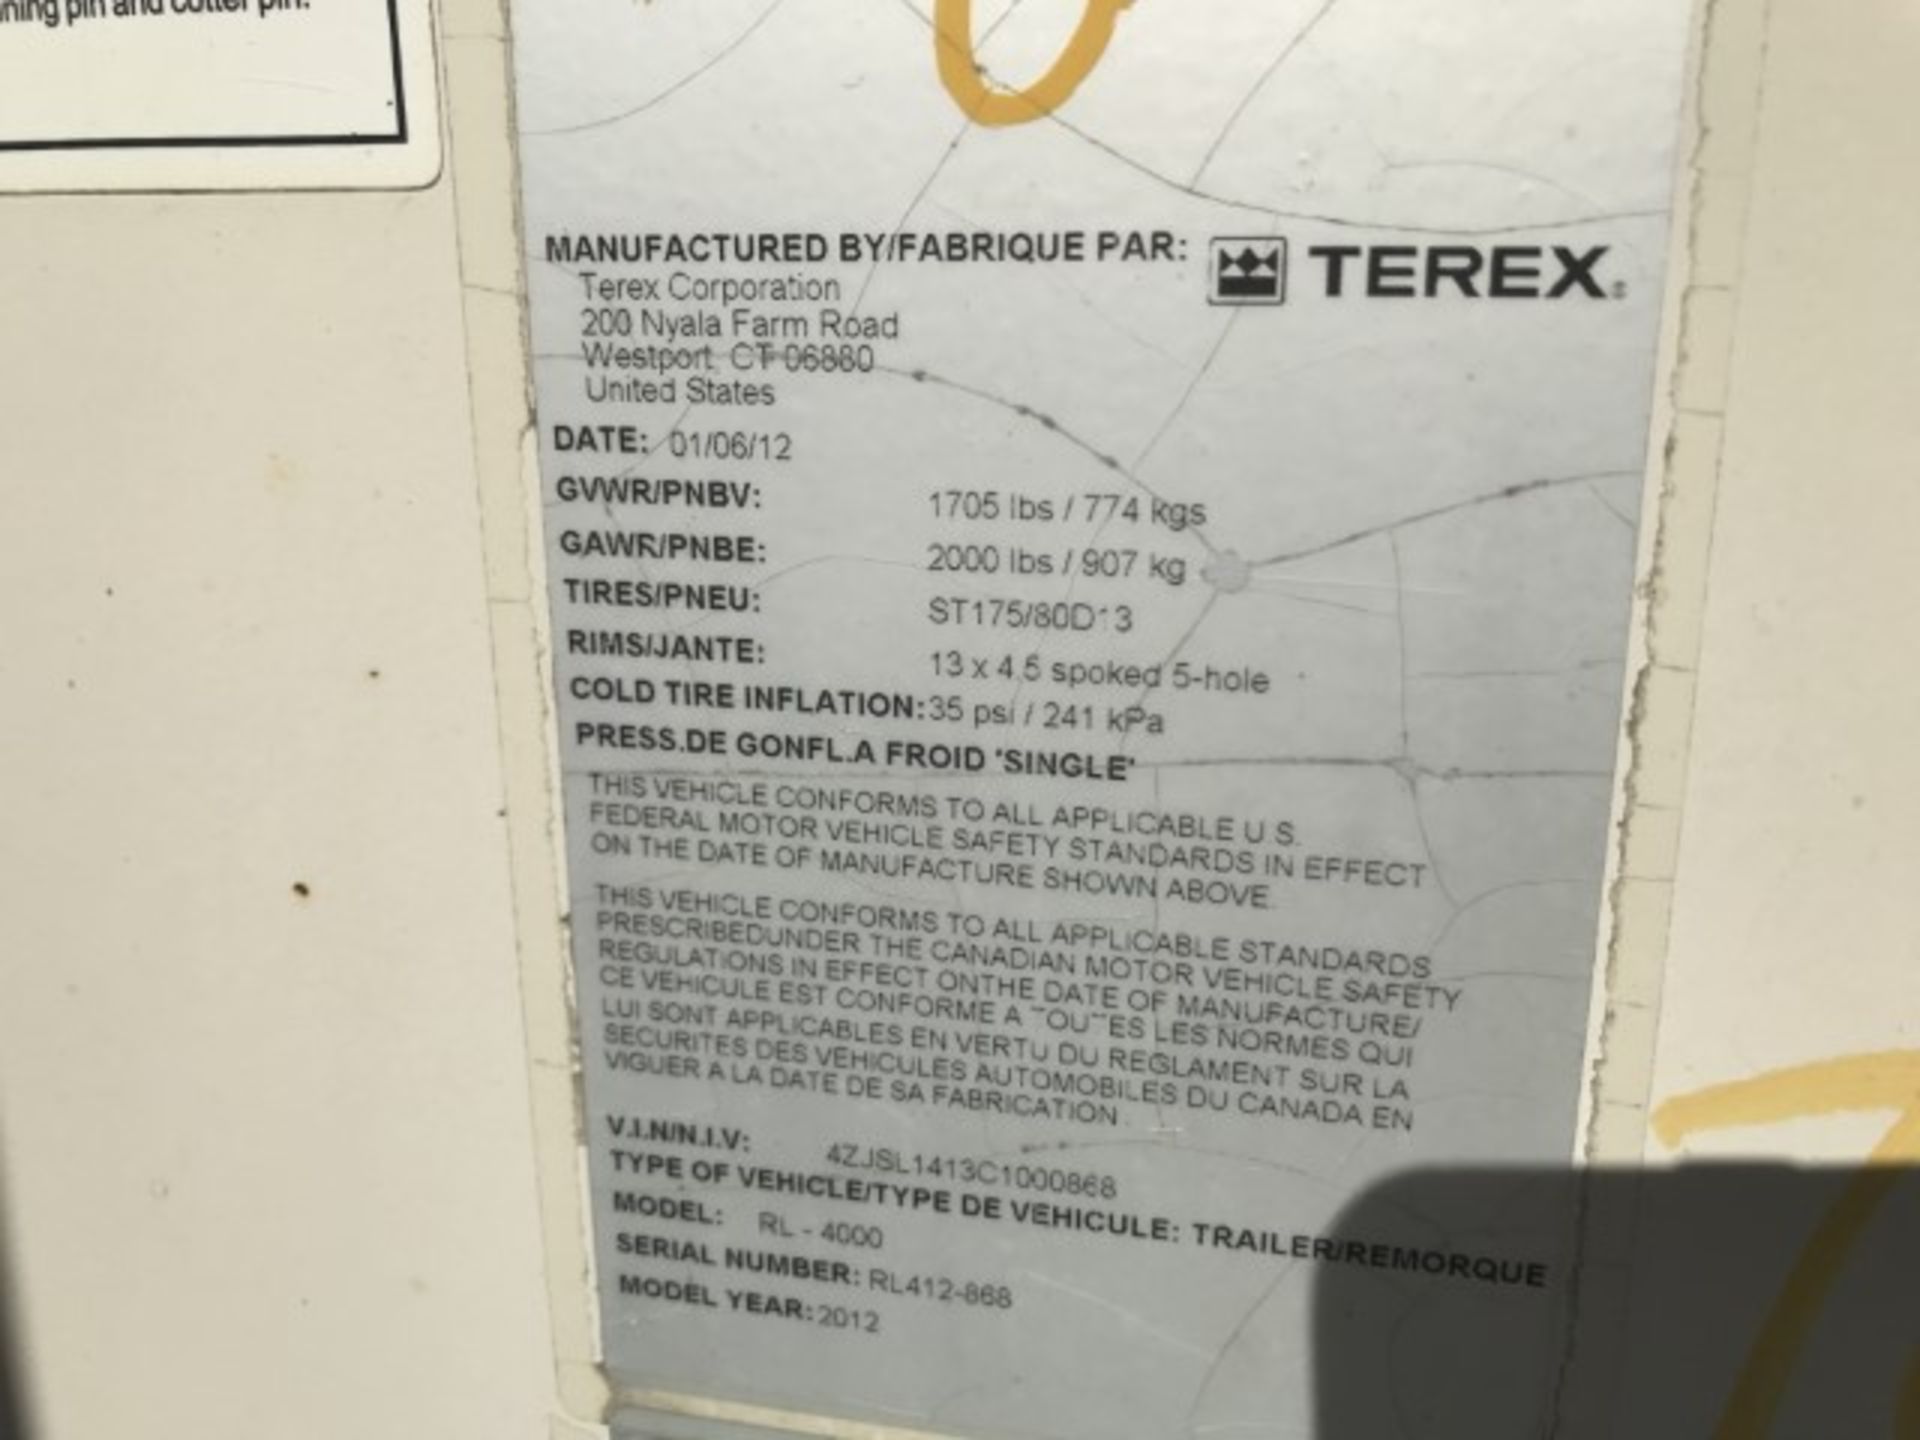 pin and cotter pin.
MANUFACTURED BY/FABRIQUE PAR: TEREX®
Terex Corporation
200 Nyala Farm Road
Westport, CT 06880
United States
DATE: 01/06/12
GVWR/PNBV: 1705 lbs / 774 kgs
GAWR/PNBE: 2000 lbs / 907 kg
TIRES/PNEU: ST175/80D13
RIMS/JANTE: 13 x 4.5 spoked 5-hole
COLD TIRE INFLATION: 35 psi / 241 kPa
PRESS.DE GONFL.A FROID 'SINGLE'
THIS VEHICLE CONFORMS TO ALL APPLICABLE U.S.
FEDERAL MOTOR VEHICLE SAFETY STANDARDS IN EFFECT
ON THE DATE OF MANUFACTURE SHOWN ABOVE.
THIS VEHICLE CONFORMS TO ALL APPLICABLE STANDARDS
PRESCRIBEDUNDER THE CANADIAN MOTOR VEHICLE SAFETY
REGULATIONS IN EFFECT ONTHE DATE OF MANUFACTURE/
CE VEHICULE EST CONFORME A TOUTES LES NORMES QUI
LUI SONT APPLICABLES EN VERTU DU REGLAMENT SUR LA
SECURITES DES VEHICULES AUTOMOBILES DU CANADA EN
VIGUER A LA DATE DE SA FABRICATION.
V.I.N/N.I.V: 4ZJSL1413C1000868
TYPE OF VEHICLE/TYPE DE VEHICULE: TRAILER/REMORQUE
MODEL: RL - 4000
SERIAL NUMBER: RL412-868
MODEL YEAR: 2012